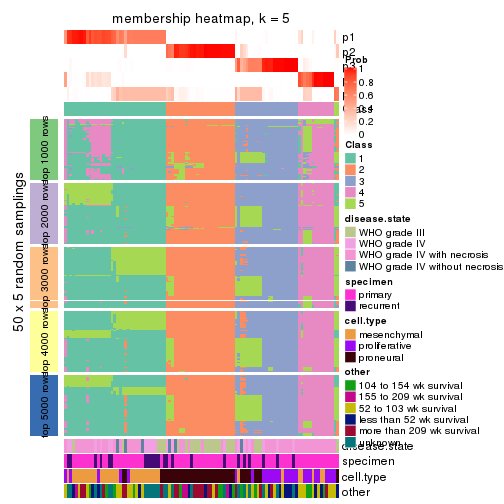 membership heatmap, k = 5
p1
p2
Prob
1
0.8
0.6
0.4
0.2
0
Class
1
2
3
4
5
disease.state
WHO grade III
WHO grade IV
WHO grade IV with necrosis
WHO grade IV without necrosis
specimen
primary
recurrent
cell.type
mesenchymal
proliferative
proneural
other
104 to 154 wk survival
155 to 209 wk survival
52 to 103 wk survival
less than 52 wk survival
more than 209 wk survival
unknown
50 x 5 random samplings
top 1000 rows
top 2000 rows
top 3000 rows
top 4000 rows
top 5000 rows
disease.state
specimen
cell.type
other